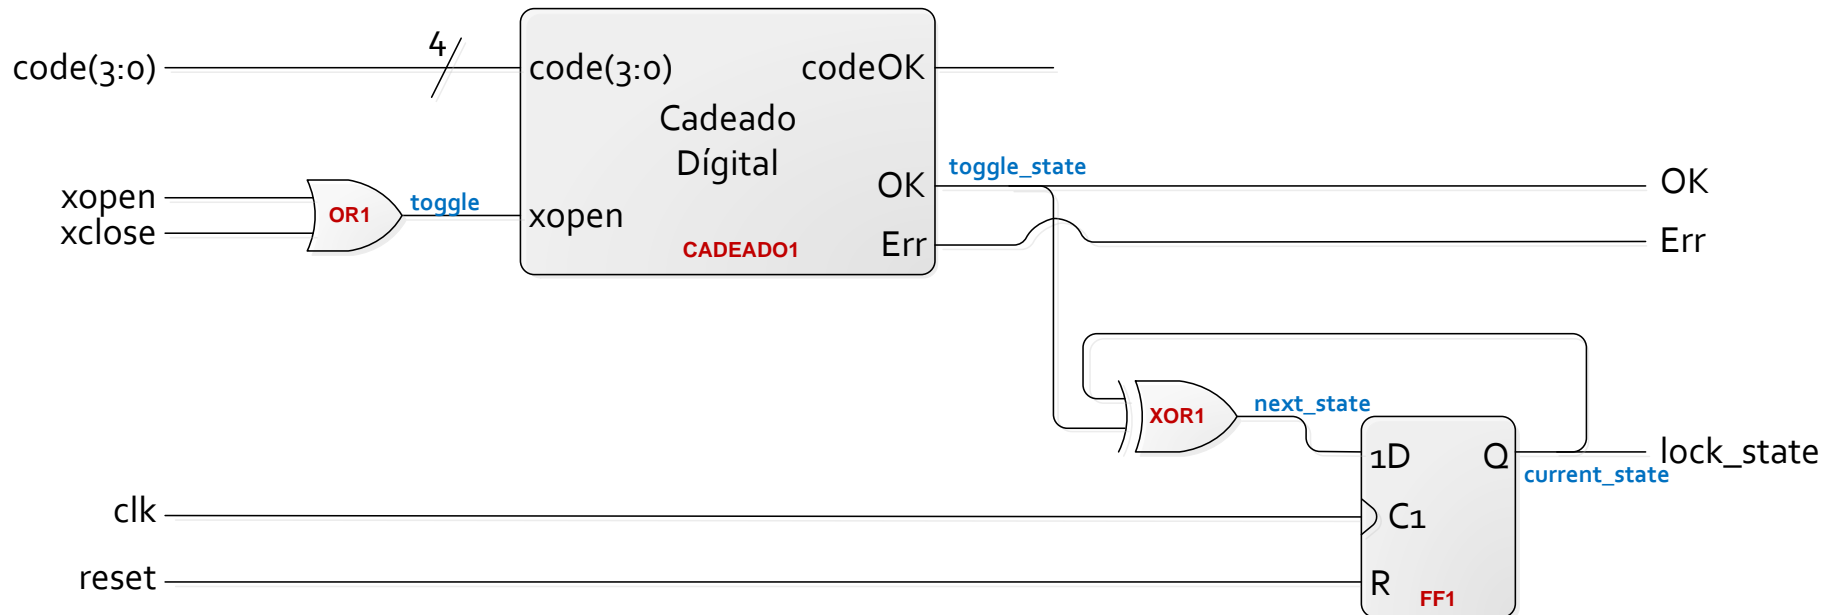 code(3:0)
4
code(3:0)
codeOK
Cadeado
Dígital
xopen
xclose
OR1
toggle
xopen
OK
toggle_state
OK
CADEADO1
Err
Err
XOR1
next_state
1D
Q
lock_state
current_state
clk
C1
reset
R
FF1